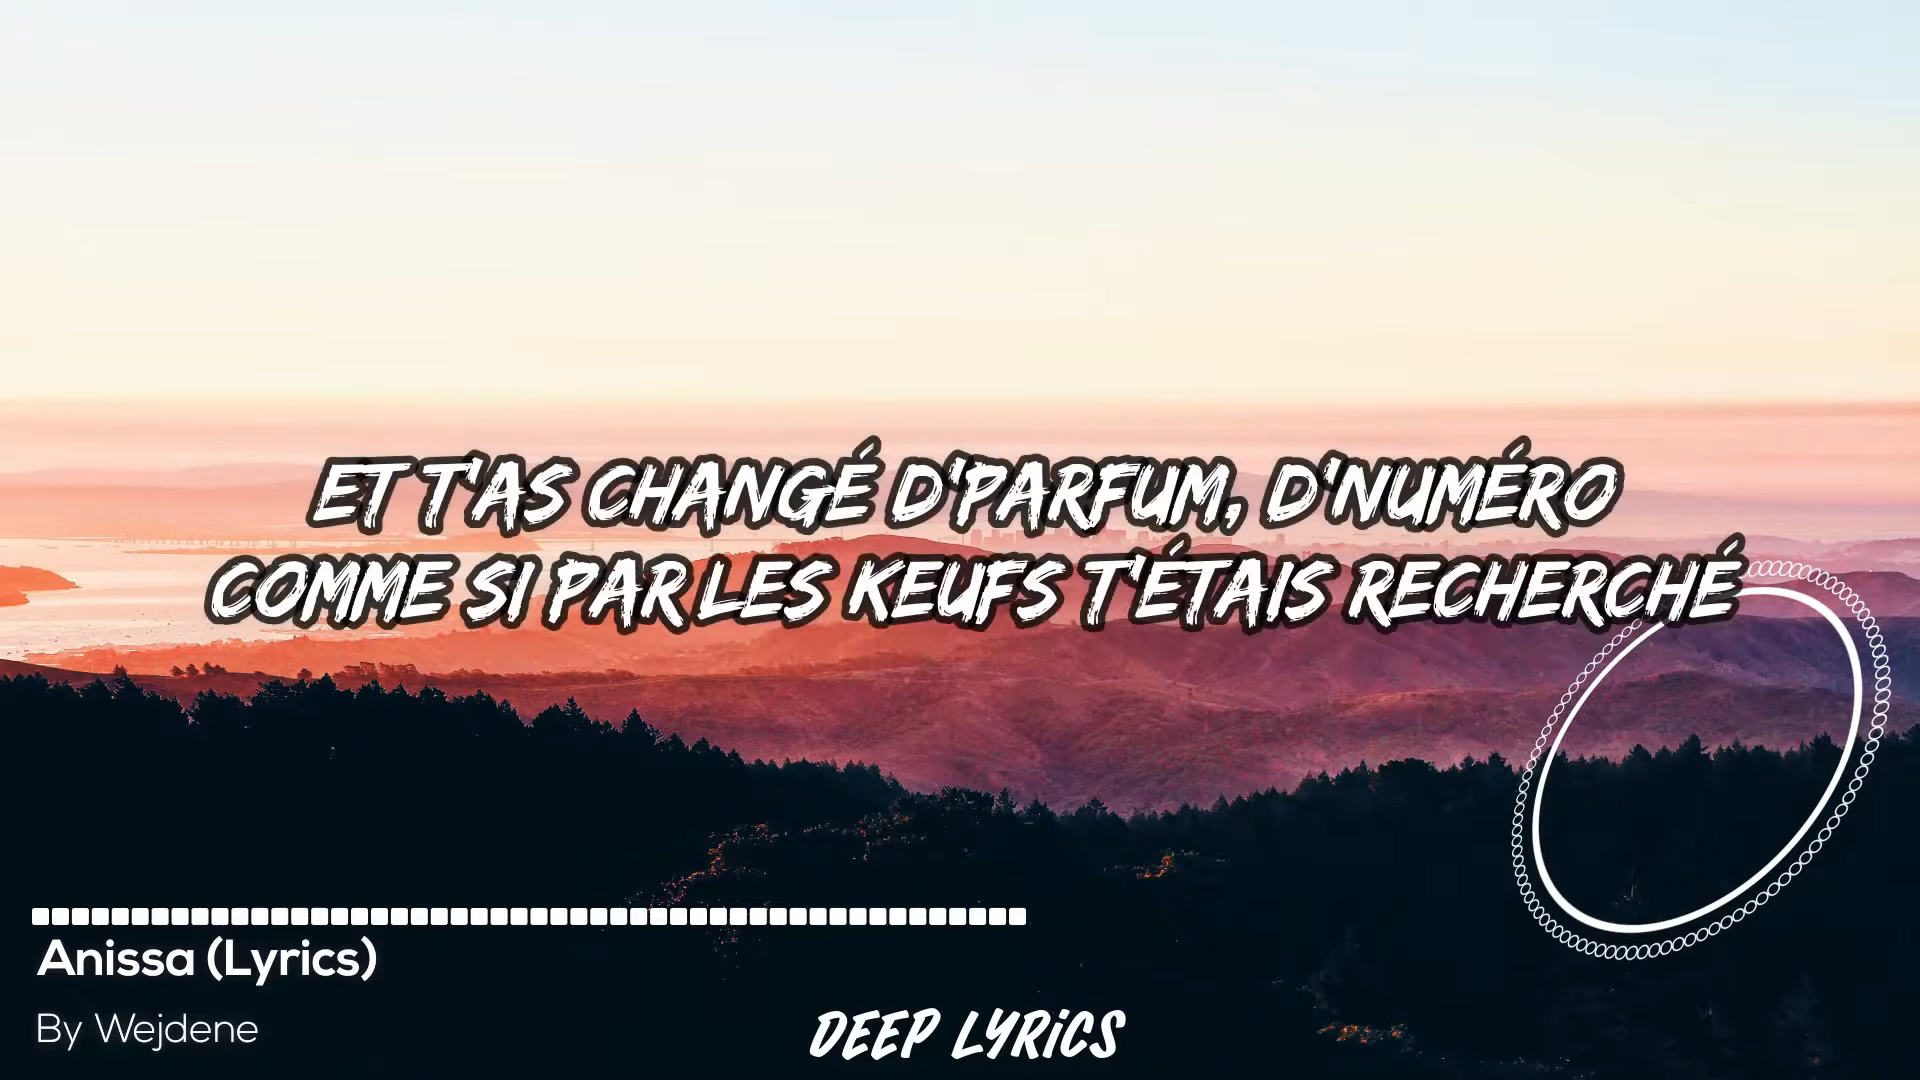 ET T'AS CHANGÉ D'PARFUM, D'NUMÉRO
COMME SI PAR LES KEUFS T'ÉTAIS RECHERCHÉ
Anissa (Lyrics)
By Wejdene
DEEP LYRiCS